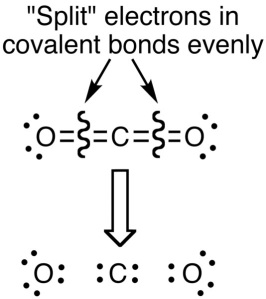 "Split" electrons in
covalent bonds evenly
O=C=O
O: :C: :O